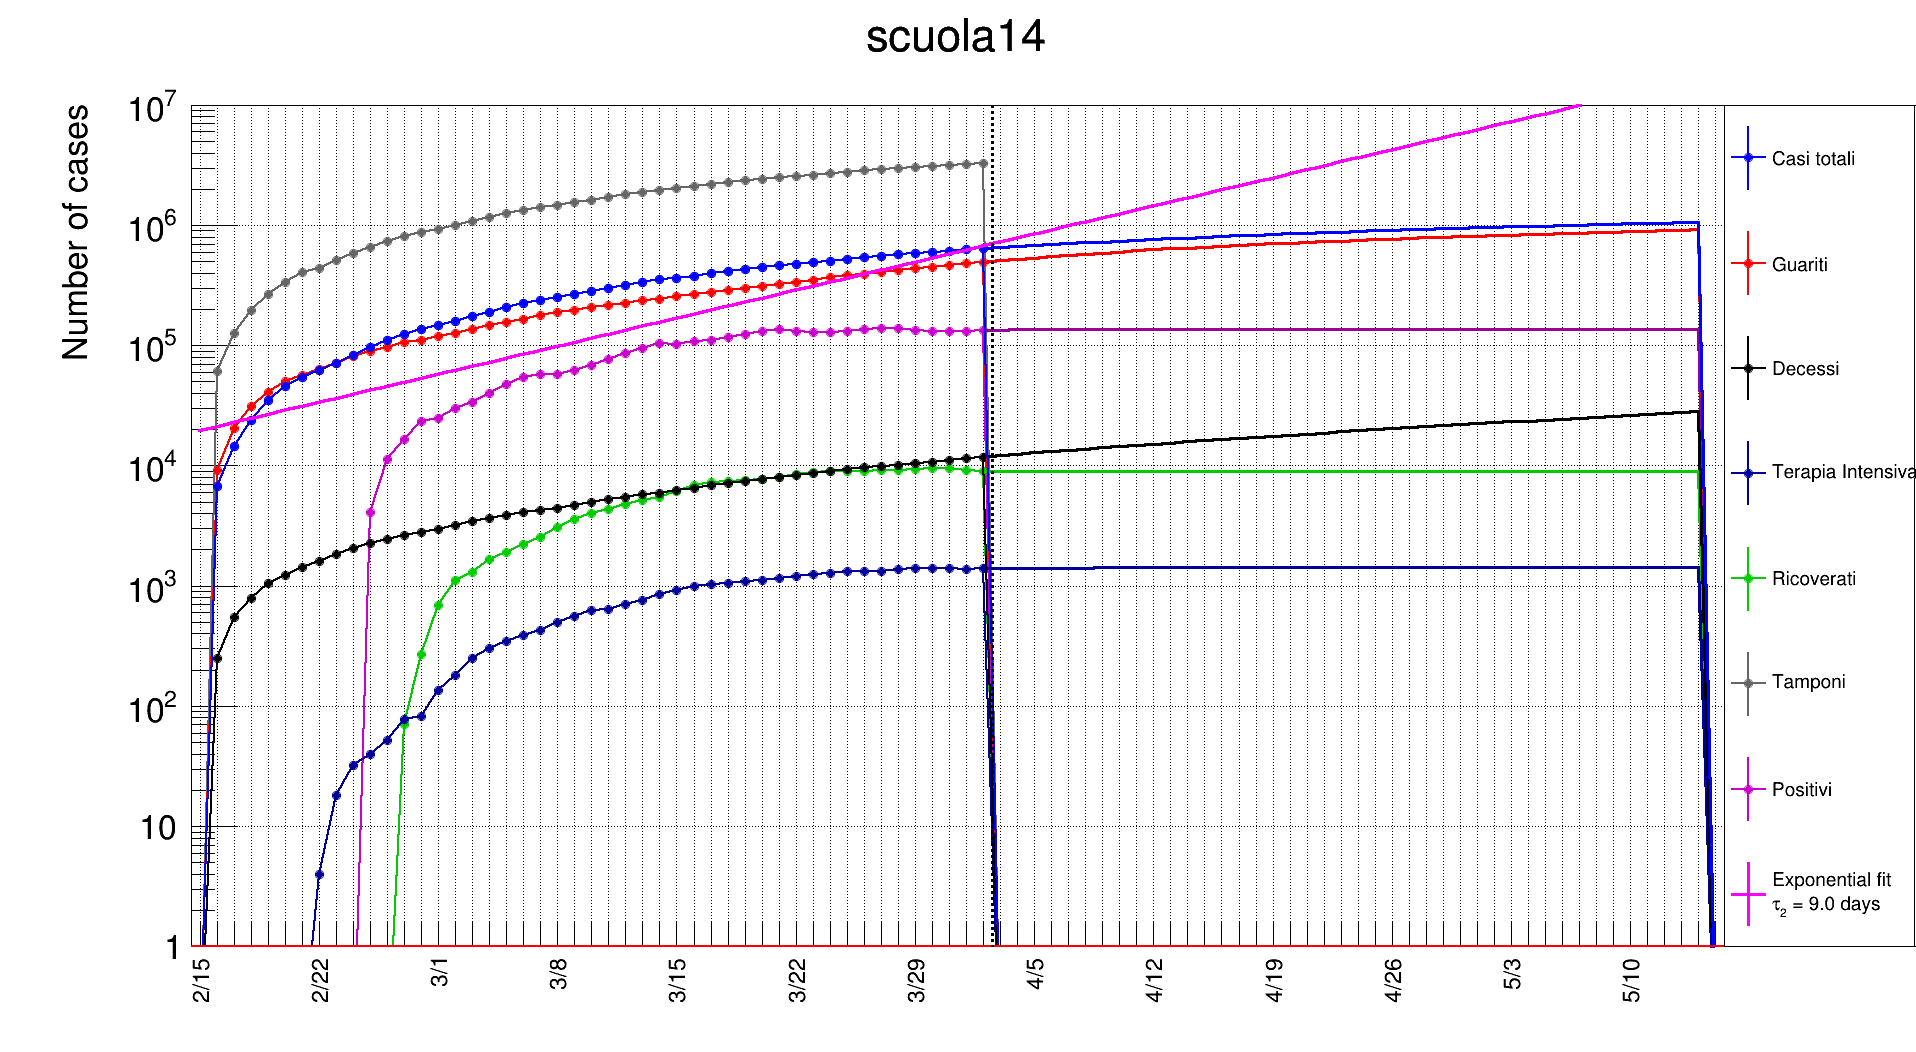 scuola14
Number of cases
10^7
10^6
10^5
10^4
10^3
10^2
10
1
2/15
2/22
3/1
3/8
3/15
3/22
3/29
4/5
4/12
4/19
4/26
5/3
5/10
Casi totali
Guariti
Decessi
Terapia Intensiva
Ricoverati
Tamponi
Positivi
Exponential fit
τ_2 = 9.0 days